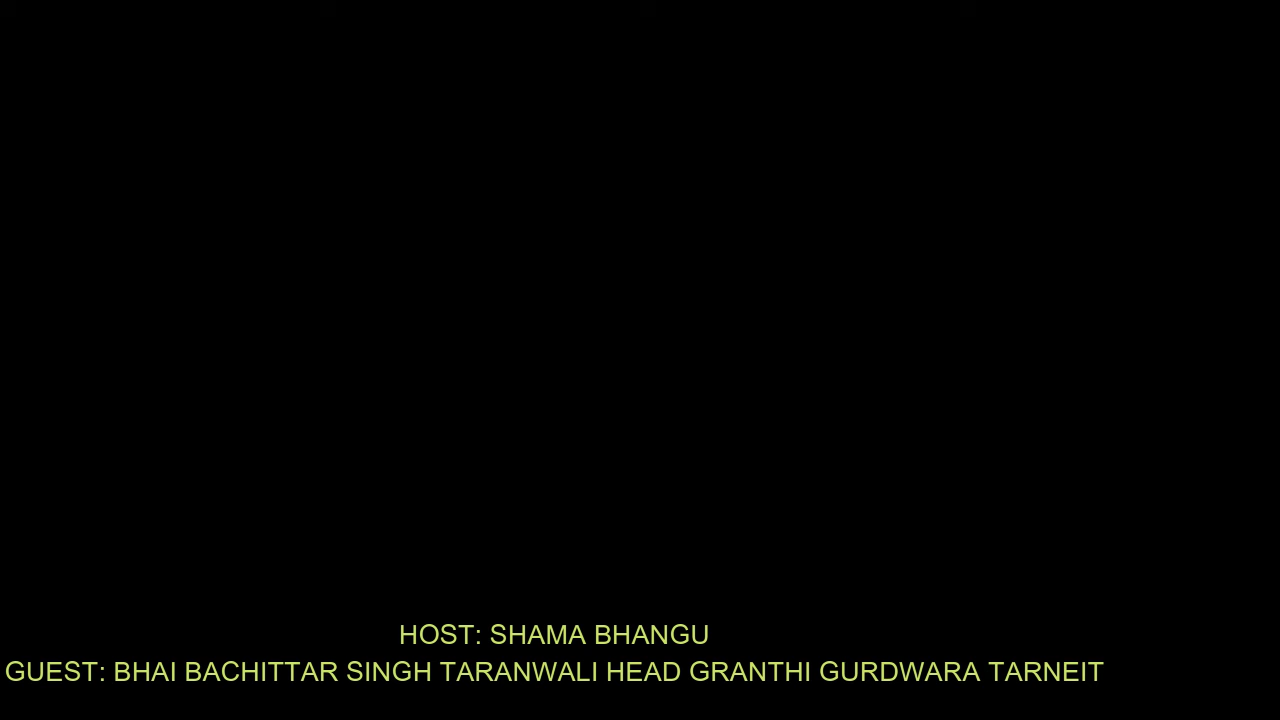 HOST: SHAMA BHANGU
GUEST: BHAI BACHITTAR SINGH TARANWALI HEAD GRANTHI GURDWARA TARNEIT